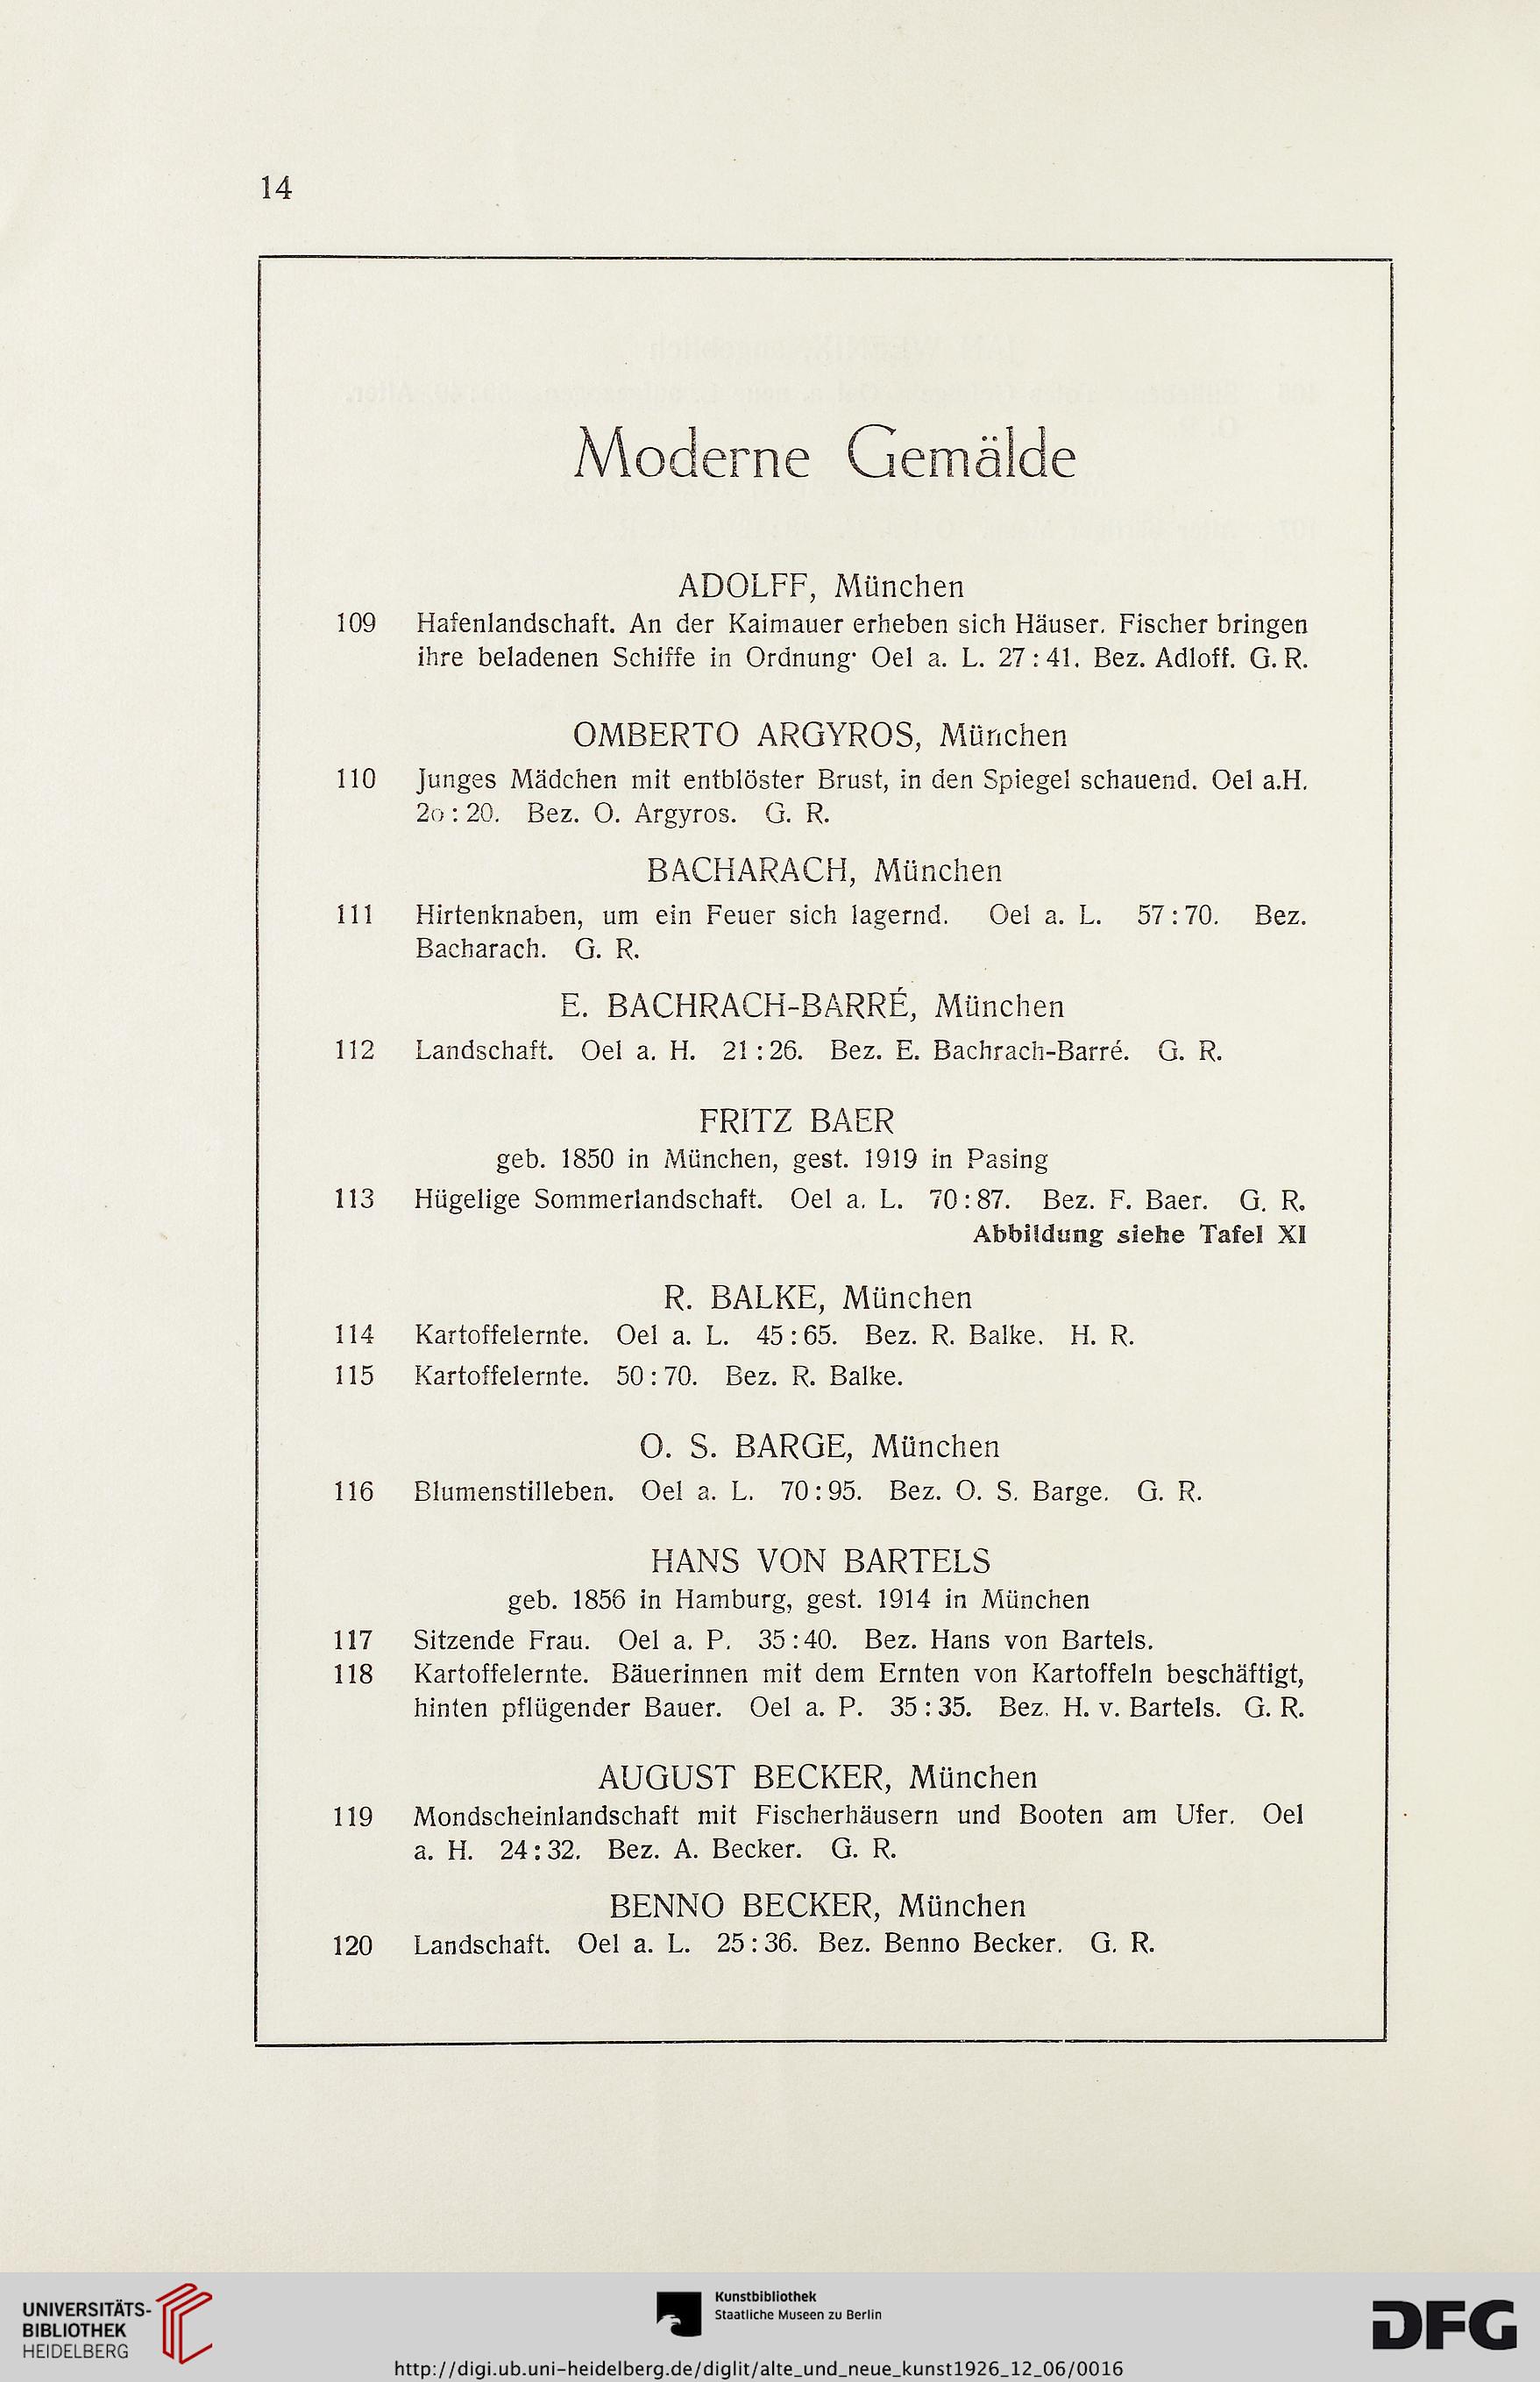 14
Moderne Gemälde
ADOLFF, München
109 Hafenlandschaft. An der Kaimauer erheben sich Häuser. Fischer bringen
ihre beladenen Schiffe in Ordnung· Oel a. L. 27:41. Bez. Adloff. G. R.
OMBERTO ARGYROS, München
110 Junges Mädchen mit entblöster Brust, in den Spiegel schauend. Oel a.H.
20:20. Bez. O. Argyros. G. R.
BACHARACH, München
111 Hirtenknaben, um ein Feuer sich lagernd. Oel a. L. 57:70. Bez.
Bacharach. G. R.
E. BACHRACH-BARRÉ, München
112 Landschaft. Oel a. H. 21:26. Bez. E. Bachrach-Barré. G. R.
FRITZ BAER
geb. 1850 in München, gest. 1919 in Pasing
113 Hügelige Sommerlandschaft. Oel a. L. 70:87. Bez. F. Baer. G. R.
Abbildung siehe Tafel XI
R. BALKE, München
114 Kartoffelernte. Oel a. L. 45:65. Bez. R. Balke. H. R.
115 Kartoffelernte. 50:70. Bez. R. Balke.
O. S. BARGE, München
116 Blumenstilleben. Oel a. L. 70:95. Bez. O. S. Barge. G. R.
HANS VON BARTELS
geb. 1856 in Hamburg, gest. 1914 in München
117 Sitzende Frau. Oel a. P. 35:40. Bez. Hans von Bartels.
118 Kartoffelernte. Bäuerinnen mit dem Ernten von Kartoffeln beschäftigt,
hinten pflügender Bauer. Oel a. P. 35:35. Bez. H. v. Bartels. G. R.
AUGUST BECKER, München
119 Mondscheinlandschaft mit Fischerhäusern und Booten am Ufer. Oel
a. H. 24:32. Bez. A. Becker. G. R.
BENNO BECKER, München
120 Landschaft. Oel a. L. 25:36. Bez. Benno Becker. G. R.
UNIVERSITÄTS-
BIBLIOTHEK
HEIDELBERG
Kunstbibliothek
Staatliche Museen zu Berlin
DFG
http://digi.ub.uni-heidelberg.de/diglit/alte_und_neue_kunst1926_12_06/0016